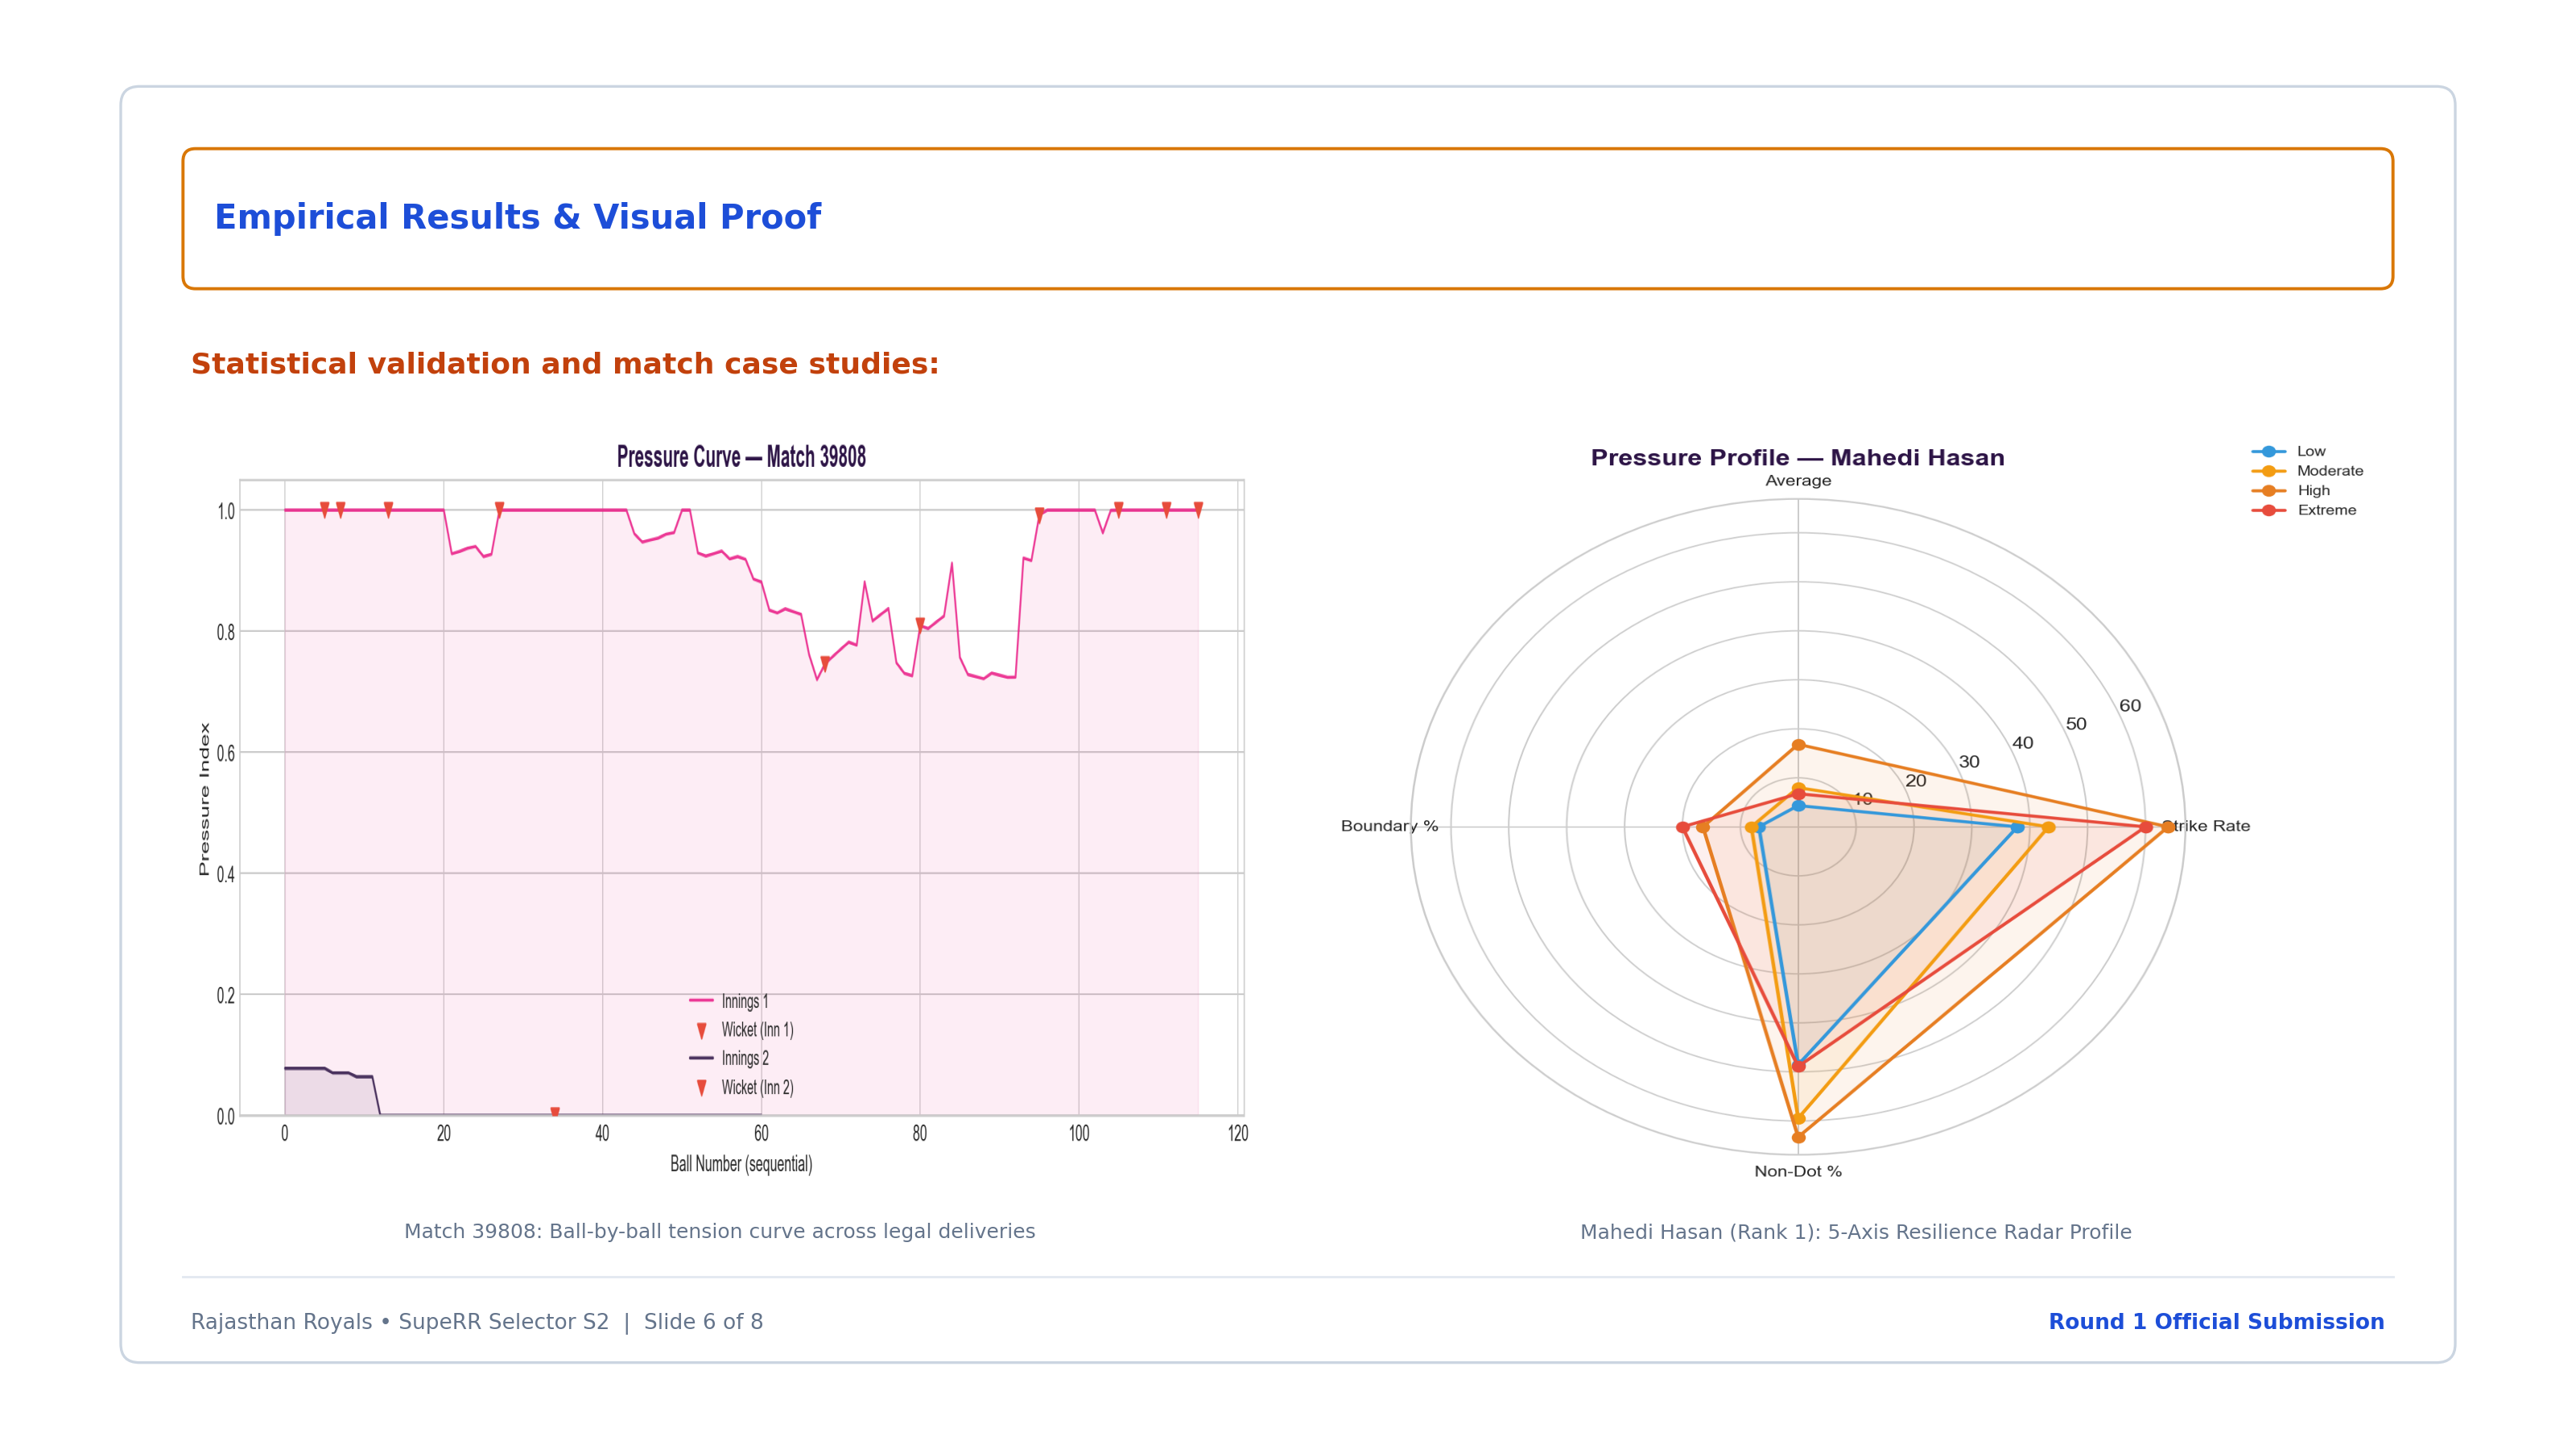 Empirical Results & Visual Proof
Statistical validation and match case studies:
Pressure Curve — Match 39808
1.0
0.8
0.6
0.4
0.2
0.0
Pressure Index
Innings 1
Wicket (Inn 1)
Innings 2
Wicket (Inn 2)
0 20 40 60 80 100 120
Ball Number (sequential)
Match 39808: Ball-by-ball tension curve across legal deliveries
Pressure Profile — Mahedi Hasan
Low
Moderate
High
Extreme
Average
60
50
40
30
20
10
Boundary %
Strike Rate
Non-Dot %
Mahedi Hasan (Rank 1): 5-Axis Resilience Radar Profile
Rajasthan Royals • SupeRR Selector S2 | Slide 6 of 8
Round 1 Official Submission